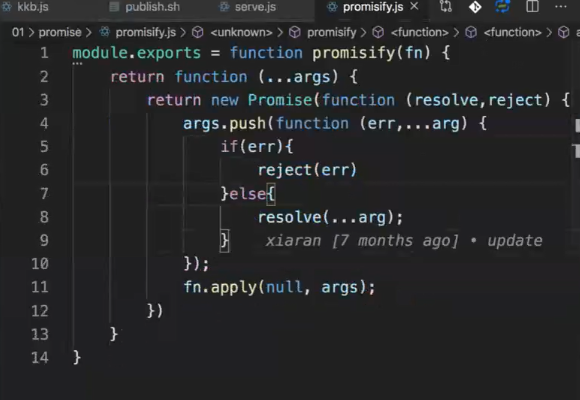 kkb.js publish.sh serve.js promisify.js
01 > promise > promisify.js > <unknown> > promisify > <function> > <function> >
1 module.exports = function promisify(fn) {
2 return function (...args) {
3 return new Promise(function (resolve,reject) {
4 args.push(function (err,...arg) {
5 if(err){
6 reject(err)
7 }else{
8 resolve(...arg);
9 } xiaran [7 months ago] • update
10 });
11 fn.apply(null, args);
12 })
13 }
14 }